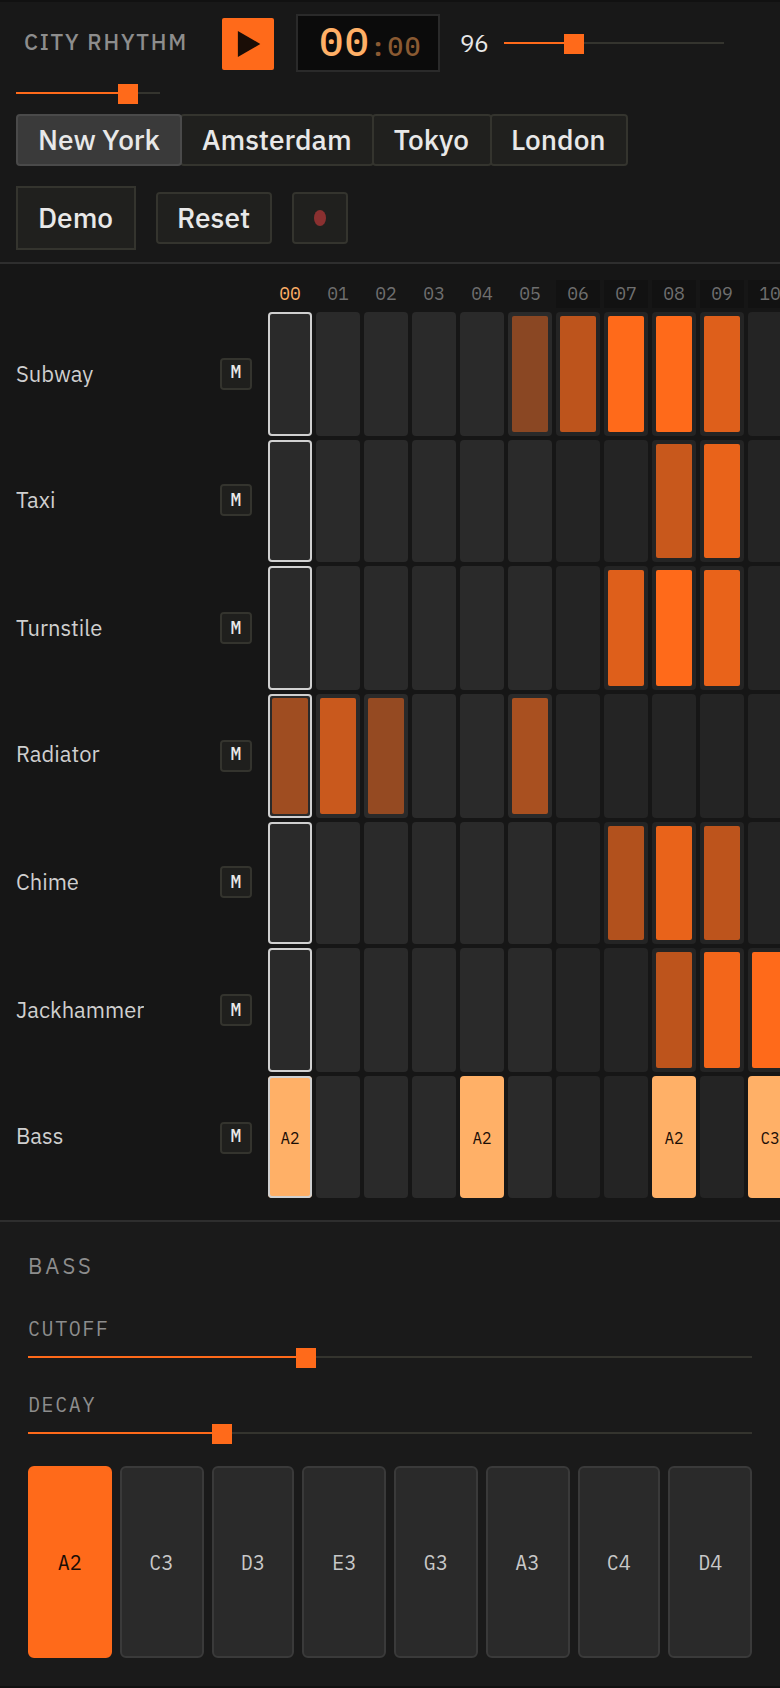 CITY RHYTHM 00:00 96
New York Amsterdam Tokyo London
Demo Reset
00 01 02 03 04 05 06 07 08 09 10
Subway M
Taxi M
Turnstile M
Radiator M
Chime M
Jackhammer M
Bass M A2 A2 A2 C3
BASS
CUTOFF
DECAY
A2 C3 D3 E3 G3 A3 C4 D4